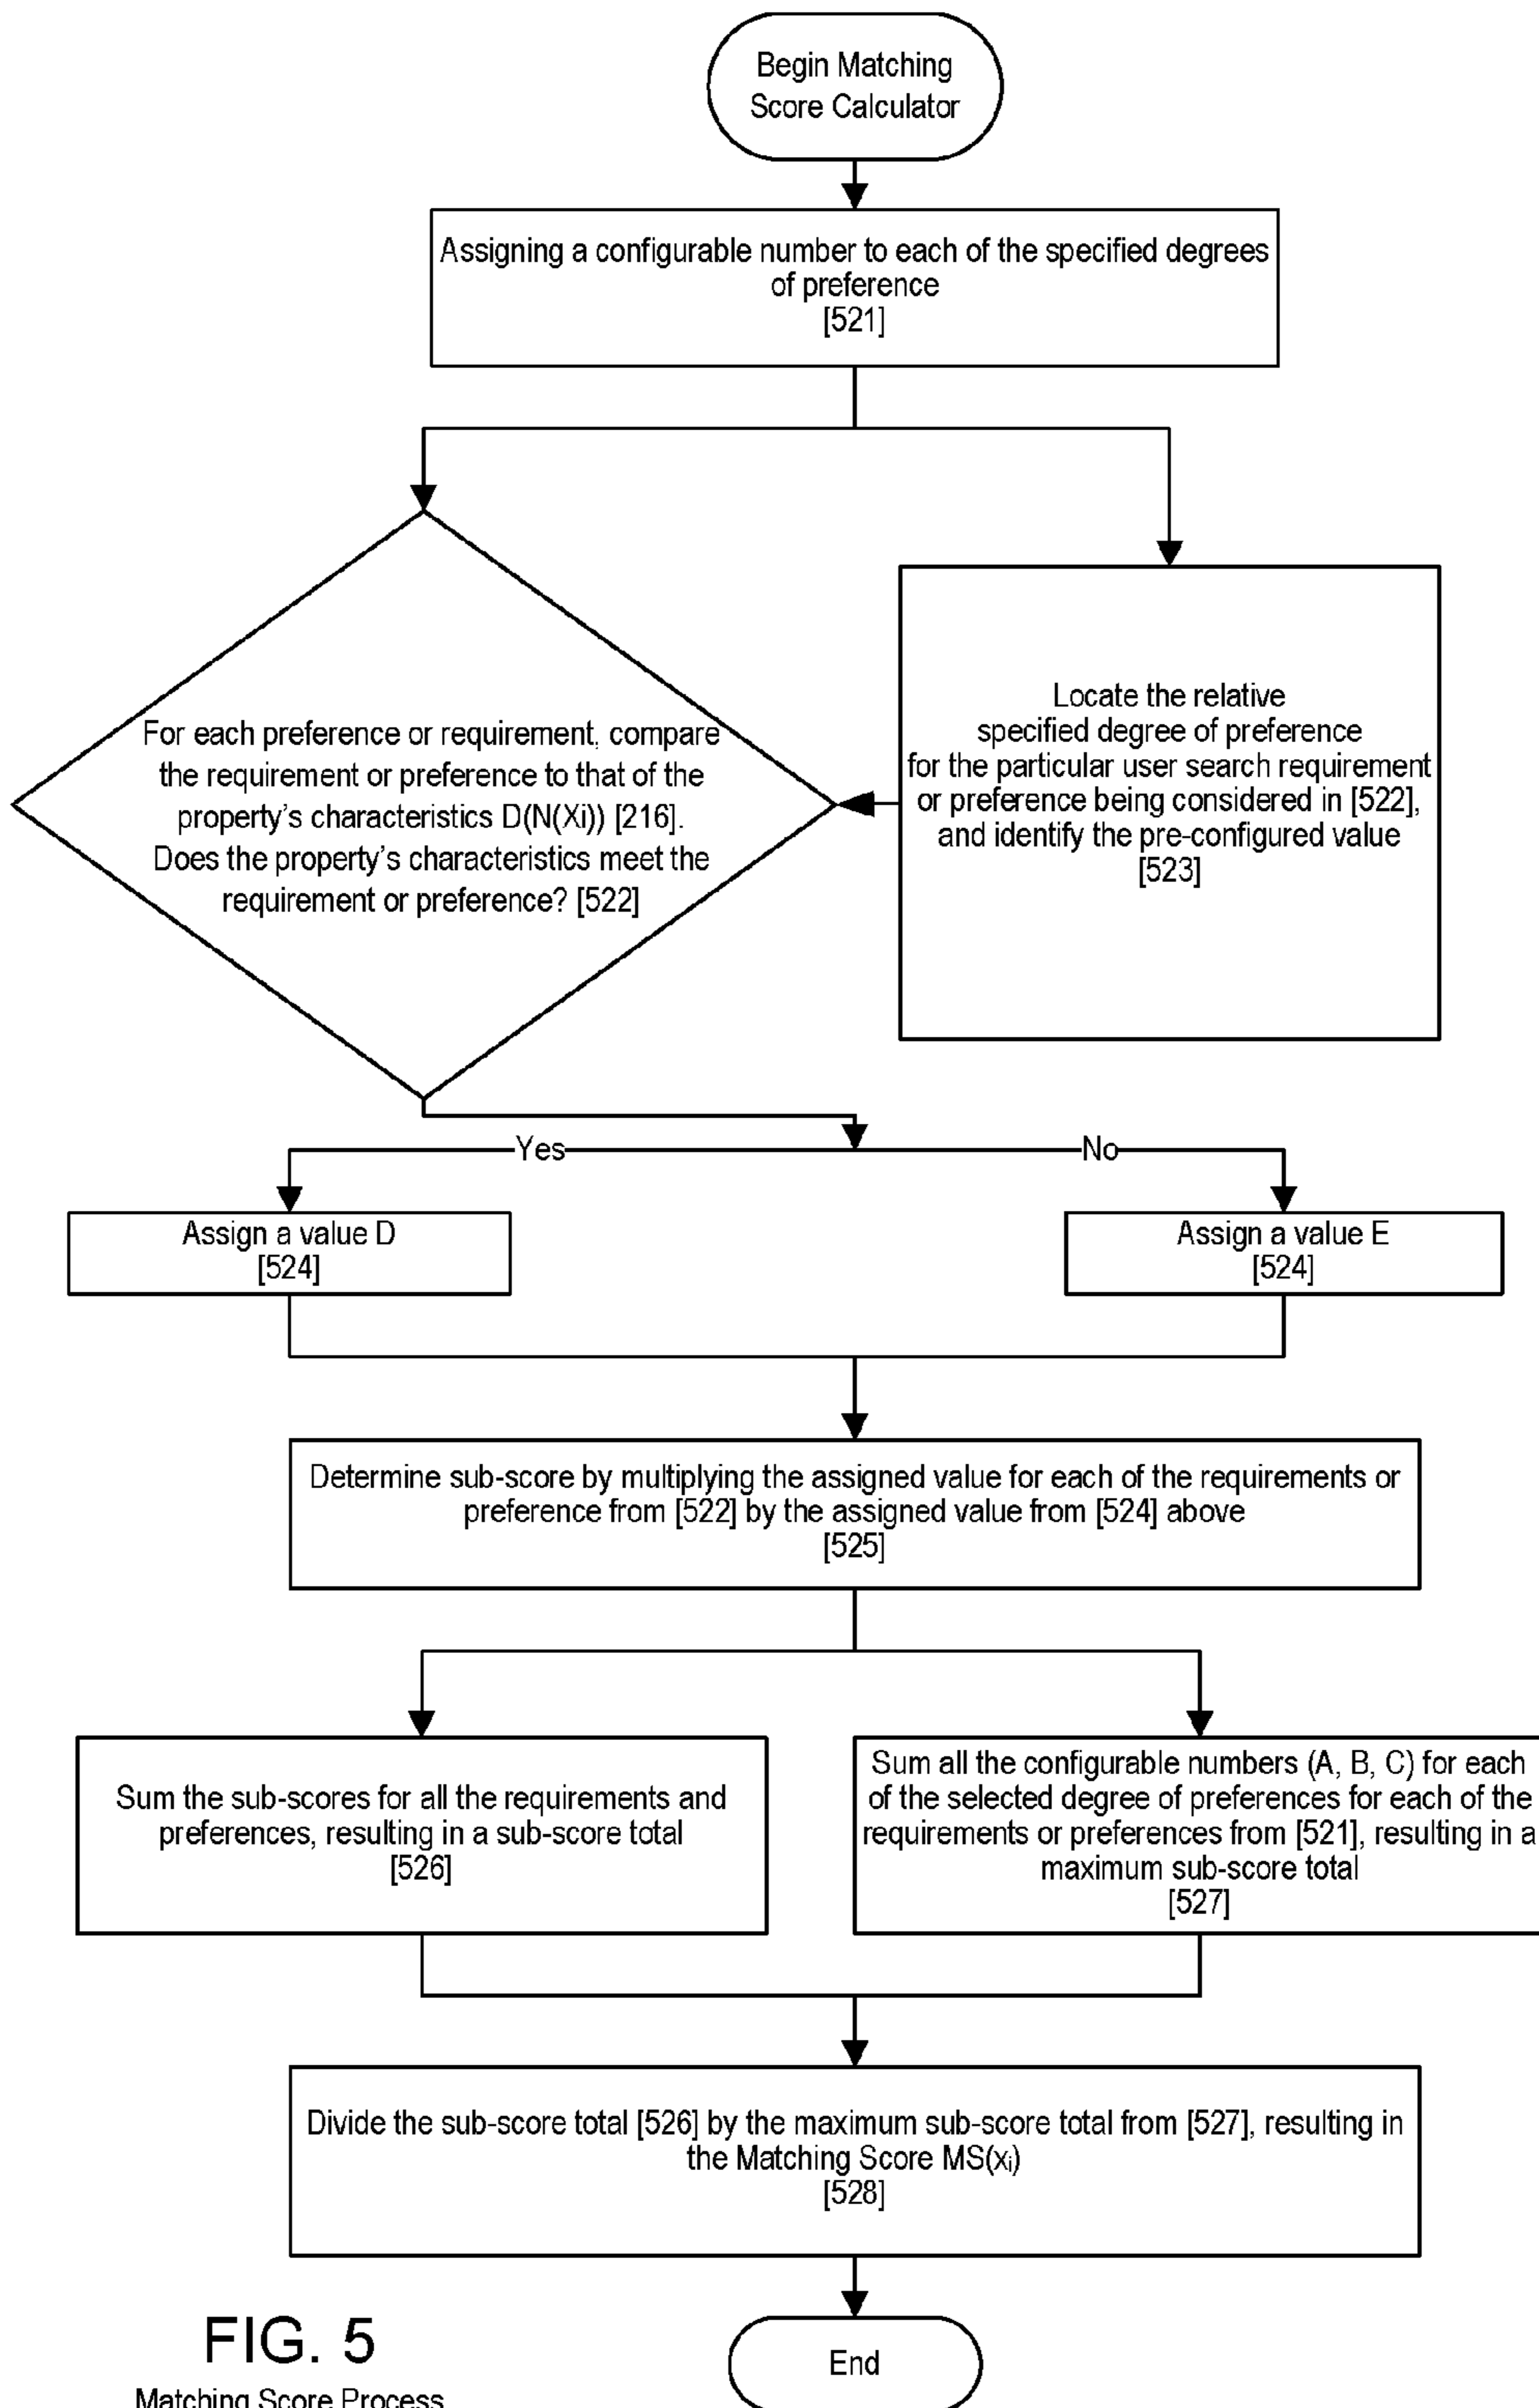 Begin Matching
Score Calculator
Assigning a configurable number to each of the specified degrees
of preference
[521]
For each preference or requirement, compare
the requirement or preference to that of the
property's characteristics D(N(Xi)) [216].
Does the property's characteristics meet the
requirement or preference? [522]
Locate the relative
specified degree of preference
for the particular user search requirement
or preference being considered in [522],
and identify the pre-configured value
[523]
Yes
No
Assign a value D
[524]
Assign a value E
[524]
Determine sub-score by multiplying the assigned value for each of the requirements or
preference from [522] by the assigned value from [524] above
[525]
Sum the sub-scores for all the requirements and
preferences, resulting in a sub-score total
[526]
Sum all the configurable numbers (A, B, C) for each
of the selected degree of preferences for each of the
requirements or preferences from [521], resulting in a
maximum sub-score total
[527]
Divide the sub-score total [526] by the maximum sub-score total from [527], resulting in
the Matching Score MS(xᵢ)
[528]
End
FIG. 5
Matching Score Process